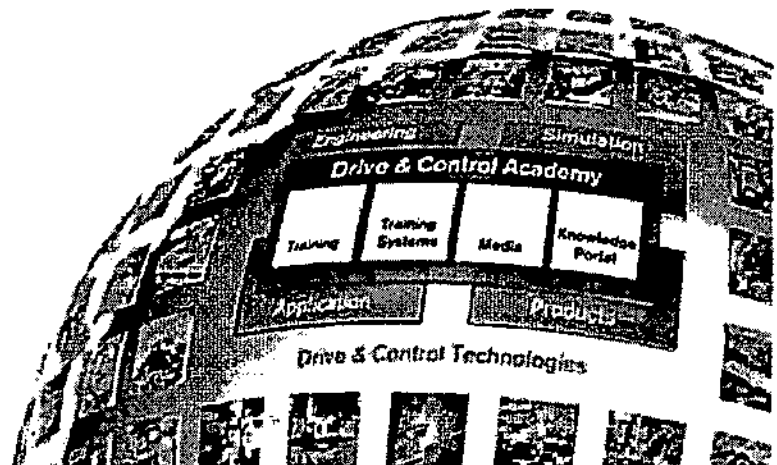 Engineering
Simulation
Drive & Control Academy
Training
Training
Systems
Media
Knowledge
Portal
Application
Products
Drive & Control Technologies